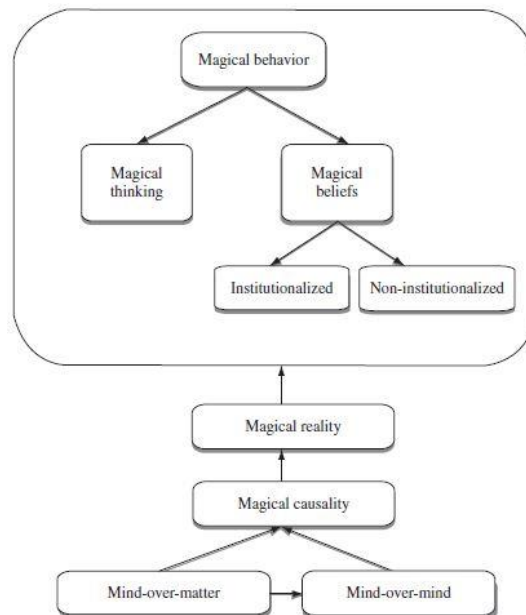 Magical behavior
Magical
thinking
Magical
beliefs
Institutionalized
Non-institutionalized
Magical reality
Magical causality
Mind-over-matter
Mind-over-mind